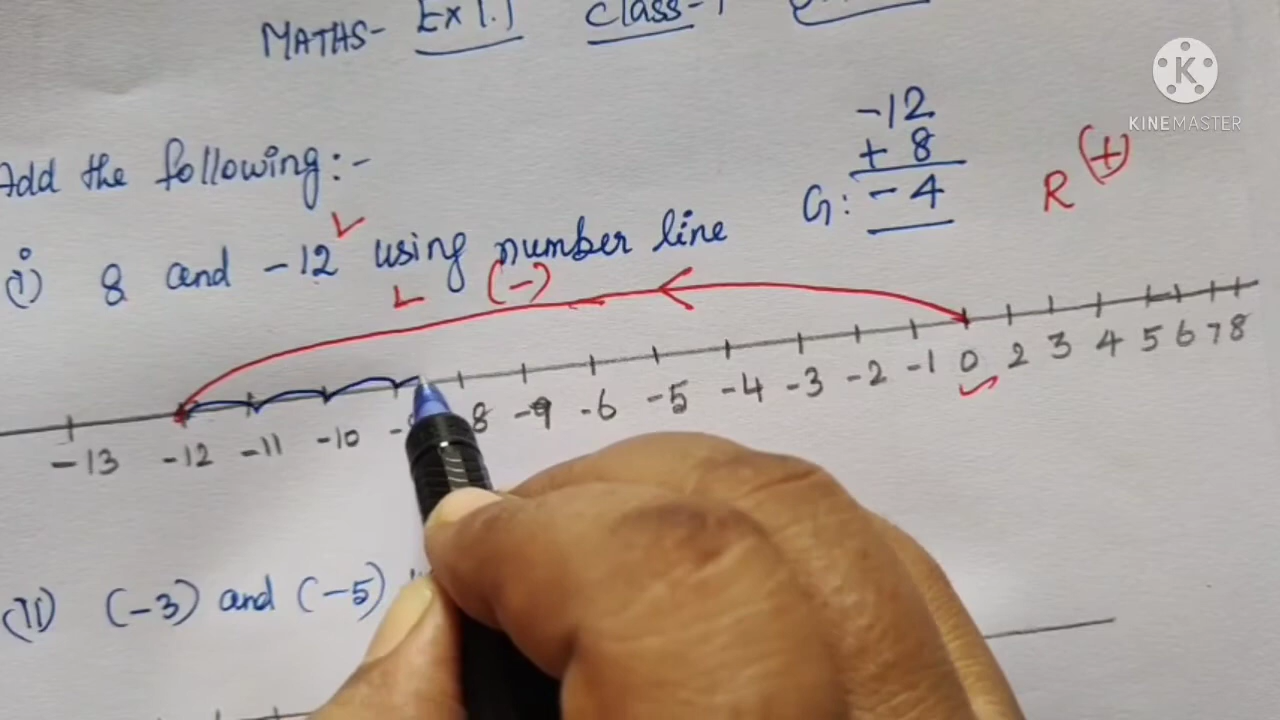 MATHS- Ex 1.1 Class-
KINEMASTER
-12
+ 8
G: -4
R (+)
Add the following:-
(i) 8 and -12 using number line
(-)
-13 -12 -11 -10 8 -9 -6 -5 -4 -3 -2 -1 0 2 3 4 5 6 7 8
(II) (-3) and (-5)